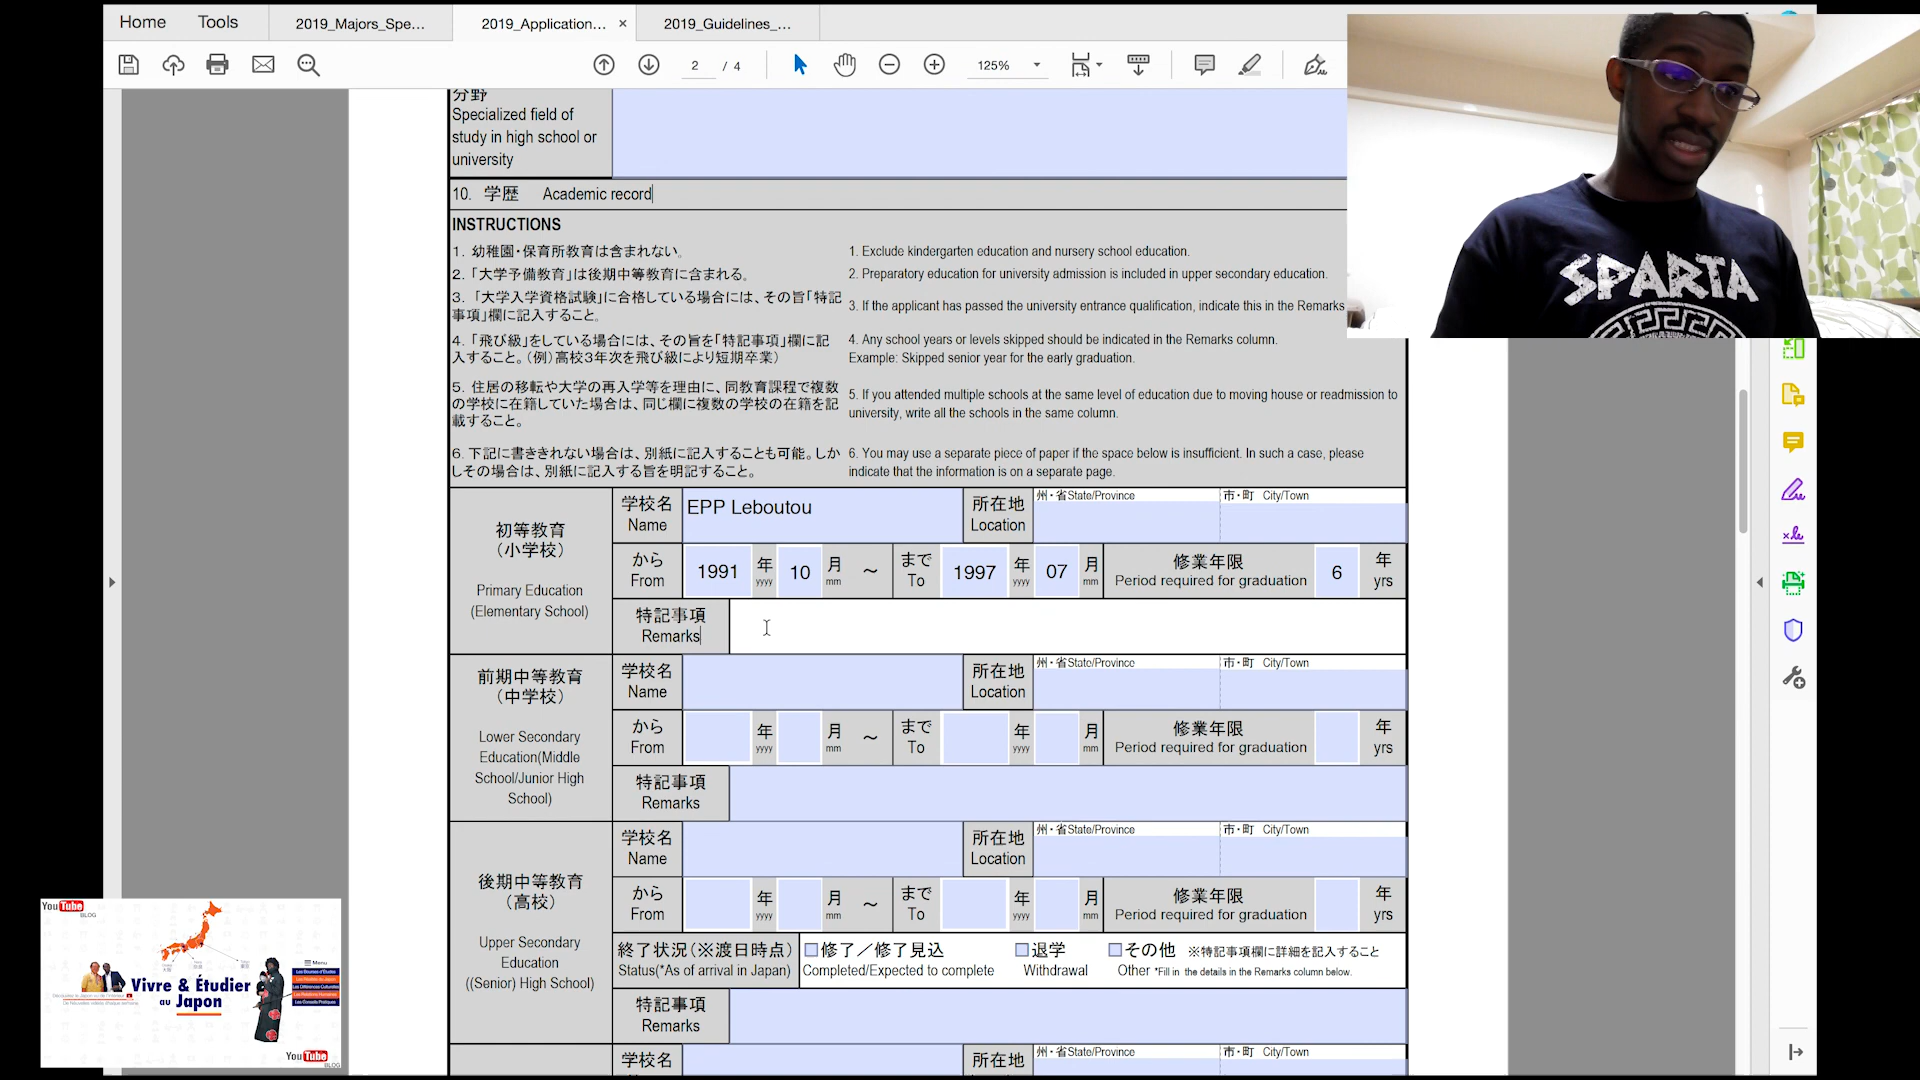 Home Tools 2019_Majors_Spe... 2019_Application... × 2019_Guidelines_...
2 / 4 125%
分野
Specialized field of
study in high school or
university
10. 学歴 Academic record
INSTRUCTIONS
1. 幼稚園・保育所教育は含まれない。
1. Exclude kindergarten education and nursery school education.
2. 「大学予備教育」は後期中等教育に含まれる。
2. Preparatory education for university admission is included in upper secondary education.
3. 「大学入学資格試験」に合格している場合には、その旨「特記
事項」欄に記入すること。
3. If the applicant has passed the university entrance qualification, indicate this in the Remarks
4. 「飛び級」をしている場合には、その旨を「特記事項」欄に記
入すること。（例）高校3年次を飛び級により短期卒業）
4. Any school years or levels skipped should be indicated in the Remarks column.
Example: Skipped senior year for the early graduation.
5. 住居の移転や大学の再入学等を理由に、同教育課程で複数
の学校に在籍していた場合は、同じ欄に複数の学校の在籍を記
載すること。
5. If you attended multiple schools at the same level of education due to moving house or readmission to
university, write all the schools in the same column.
6. 下記に書ききれない場合は、別紙に記入することも可能。しか
しその場合は、別紙に記入する旨を明記すること。
6. You may use a separate piece of paper if the space below is insufficient. In such a case, please
indicate that the information is on a separate page.
初等教育
（小学校）
Primary Education
(Elementary School)
学校名
Name
EPP Leboutou
所在地
Location
州・省State/Province
市・町 City/Town
から
From
1991 年 yyyy 10 月 mm ～
まで
To
1997 年 yyyy 07 月 mm
修業年限
Period required for graduation
6 年
yrs
特記事項
Remarks
前期中等教育
（中学校）
Lower Secondary
Education(Middle
School/Junior High
School)
学校名
Name
所在地
Location
州・省State/Province
市・町 City/Town
から
From
年 yyyy 月 mm ～
まで
To
年 yyyy 月 mm
修業年限
Period required for graduation
年
yrs
特記事項
Remarks
後期中等教育
（高校）
Upper Secondary
Education
((Senior) High School)
学校名
Name
所在地
Location
州・省State/Province
市・町 City/Town
から
From
年 yyyy 月 mm ～
まで
To
年 yyyy 月 mm
修業年限
Period required for graduation
年
yrs
終了状況（※渡日時点）
Status(*As of arrival in Japan)
修了／修了見込
Completed/Expected to complete
退学
Withdrawal
その他 ※特記事項欄に詳細を記入すること
Other *Fill in the details in the Remarks column below.
特記事項
Remarks
学校名
所在地
州・省State/Province
市・町 City/Town
SPARTA
YouTube
BLOG
Vivre & Étudier
au Japon
Menu
YouTube
BLOG